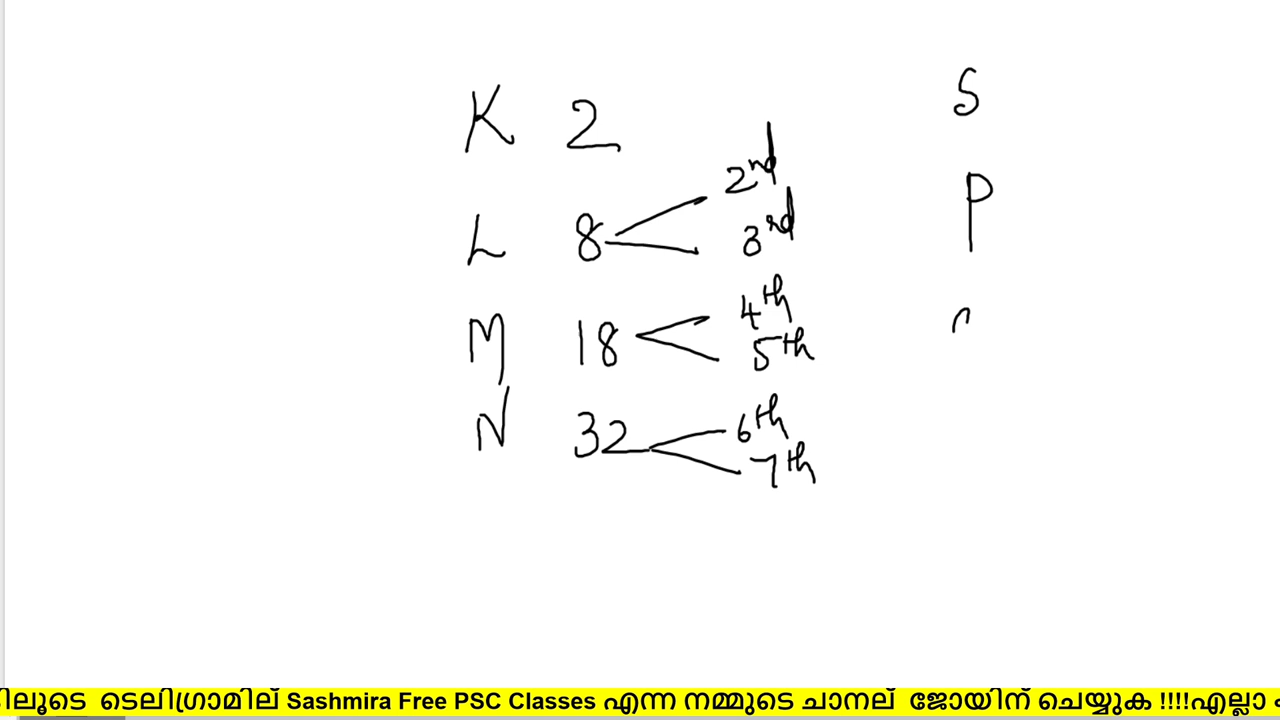 K 2
L 8 2nd
3rd
M 18 4th
5th
N 32 6th
7th
S
P
ടെലിഗ്രാമില് Sashmira Free PSC Classes എന്ന നമ്മുടെ ചാനല് ജോയിന് ചെയ്യുക !!!!എല്ലാ